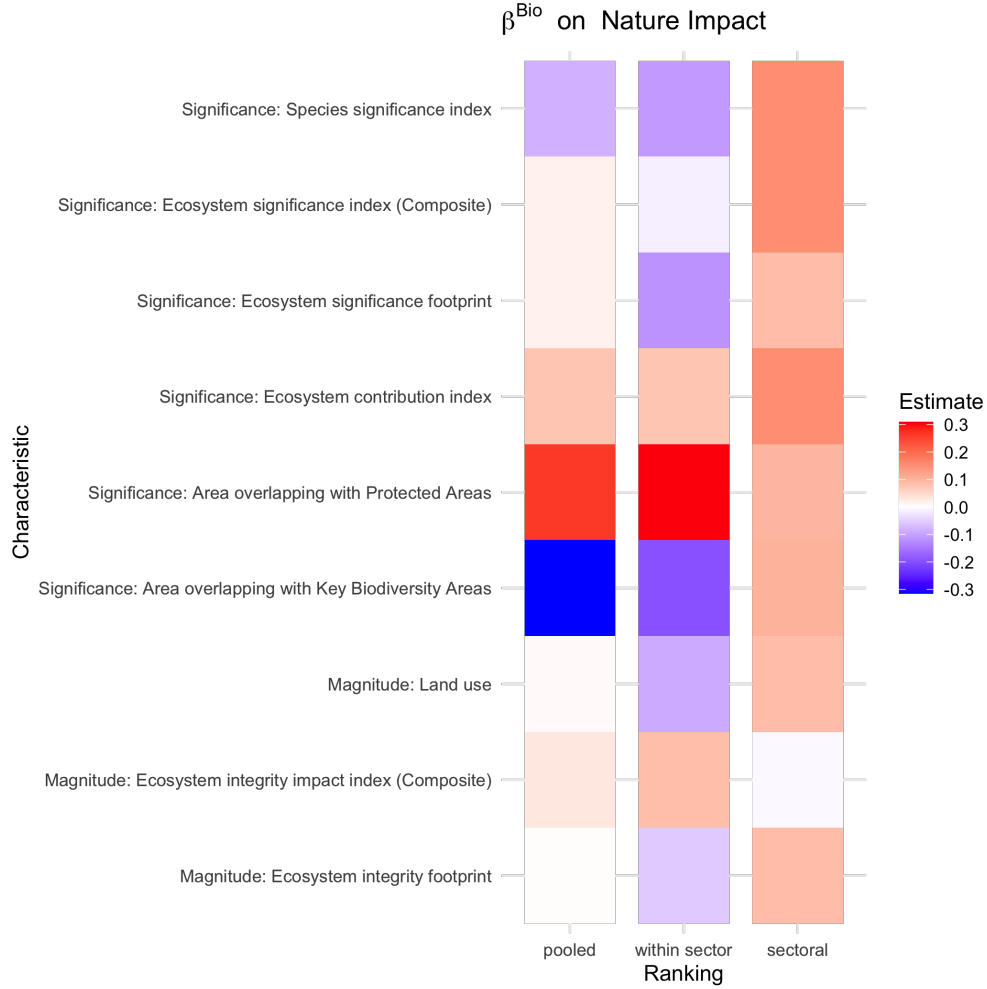 β^Bio on Nature Impact
Significance: Species significance index
Significance: Ecosystem significance index (Composite)
Significance: Ecosystem significance footprint
Significance: Ecosystem contribution index
Significance: Area overlapping with Protected Areas
Significance: Area overlapping with Key Biodiversity Areas
Magnitude: Land use
Magnitude: Ecosystem integrity impact index (Composite)
Magnitude: Ecosystem integrity footprint
Characteristic
pooled within sector sectoral
Ranking
Estimate
0.3
0.2
0.1
0.0
-0.1
-0.2
-0.3